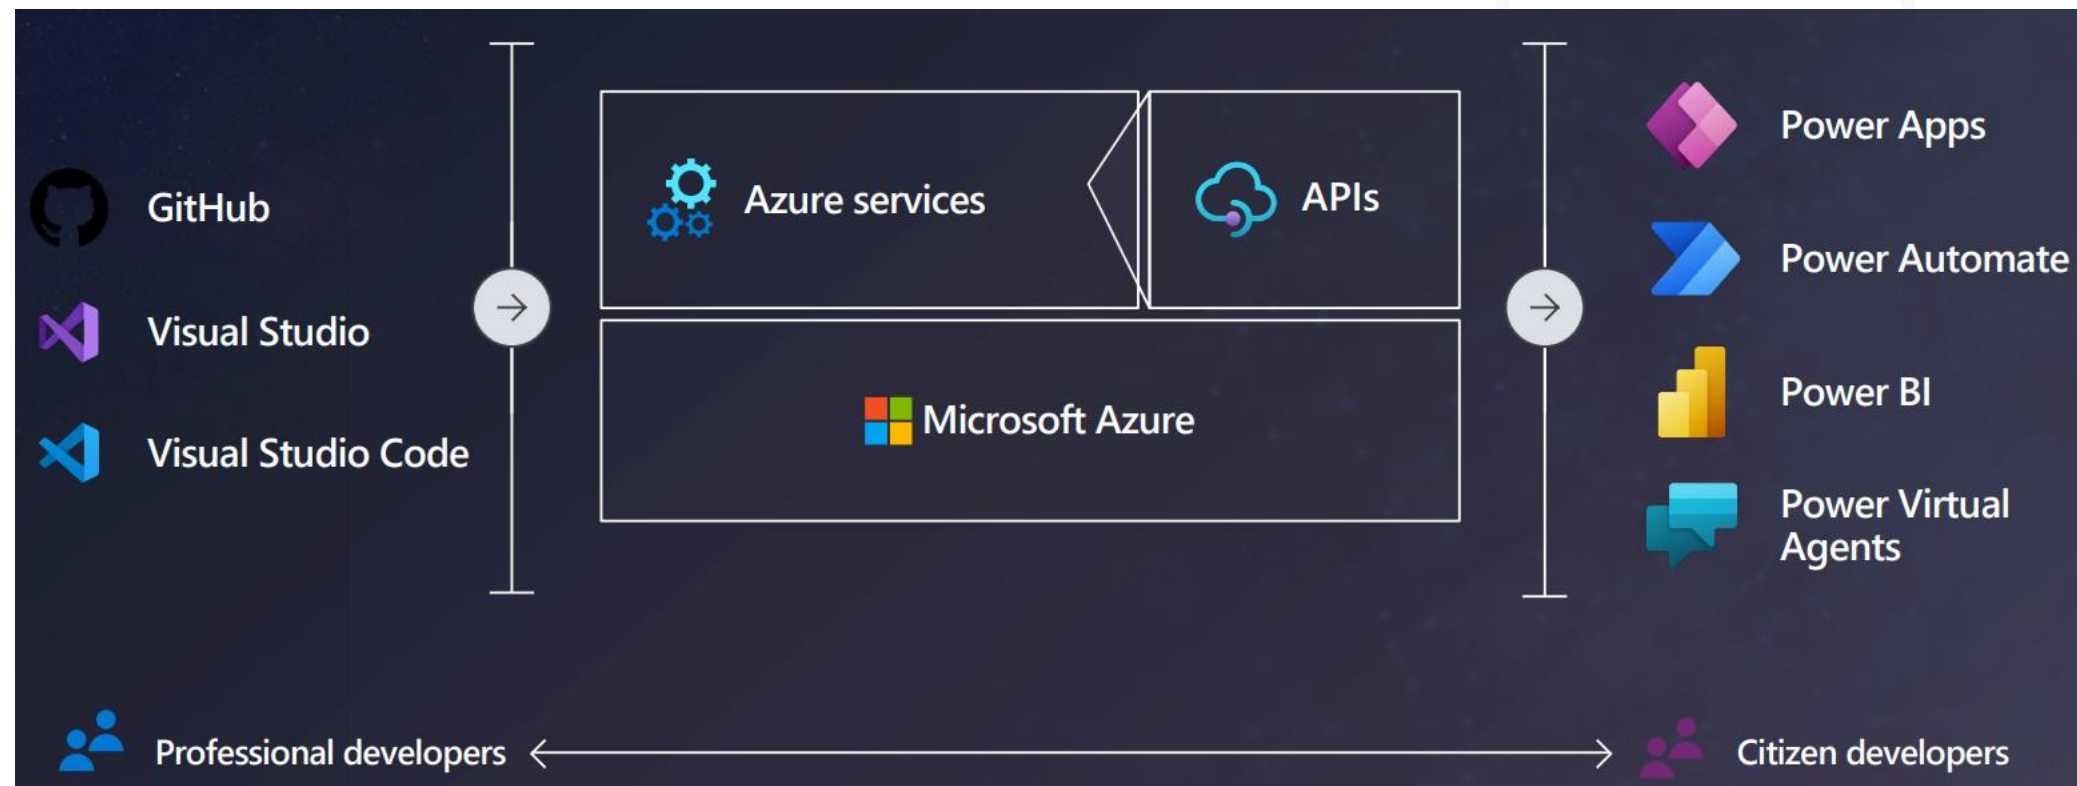 GitHub
Visual Studio
Visual Studio Code
Azure services
APIs
Microsoft Azure
Power Apps
Power Automate
Power BI
Power Virtual
Agents
Professional developers
Citizen developers